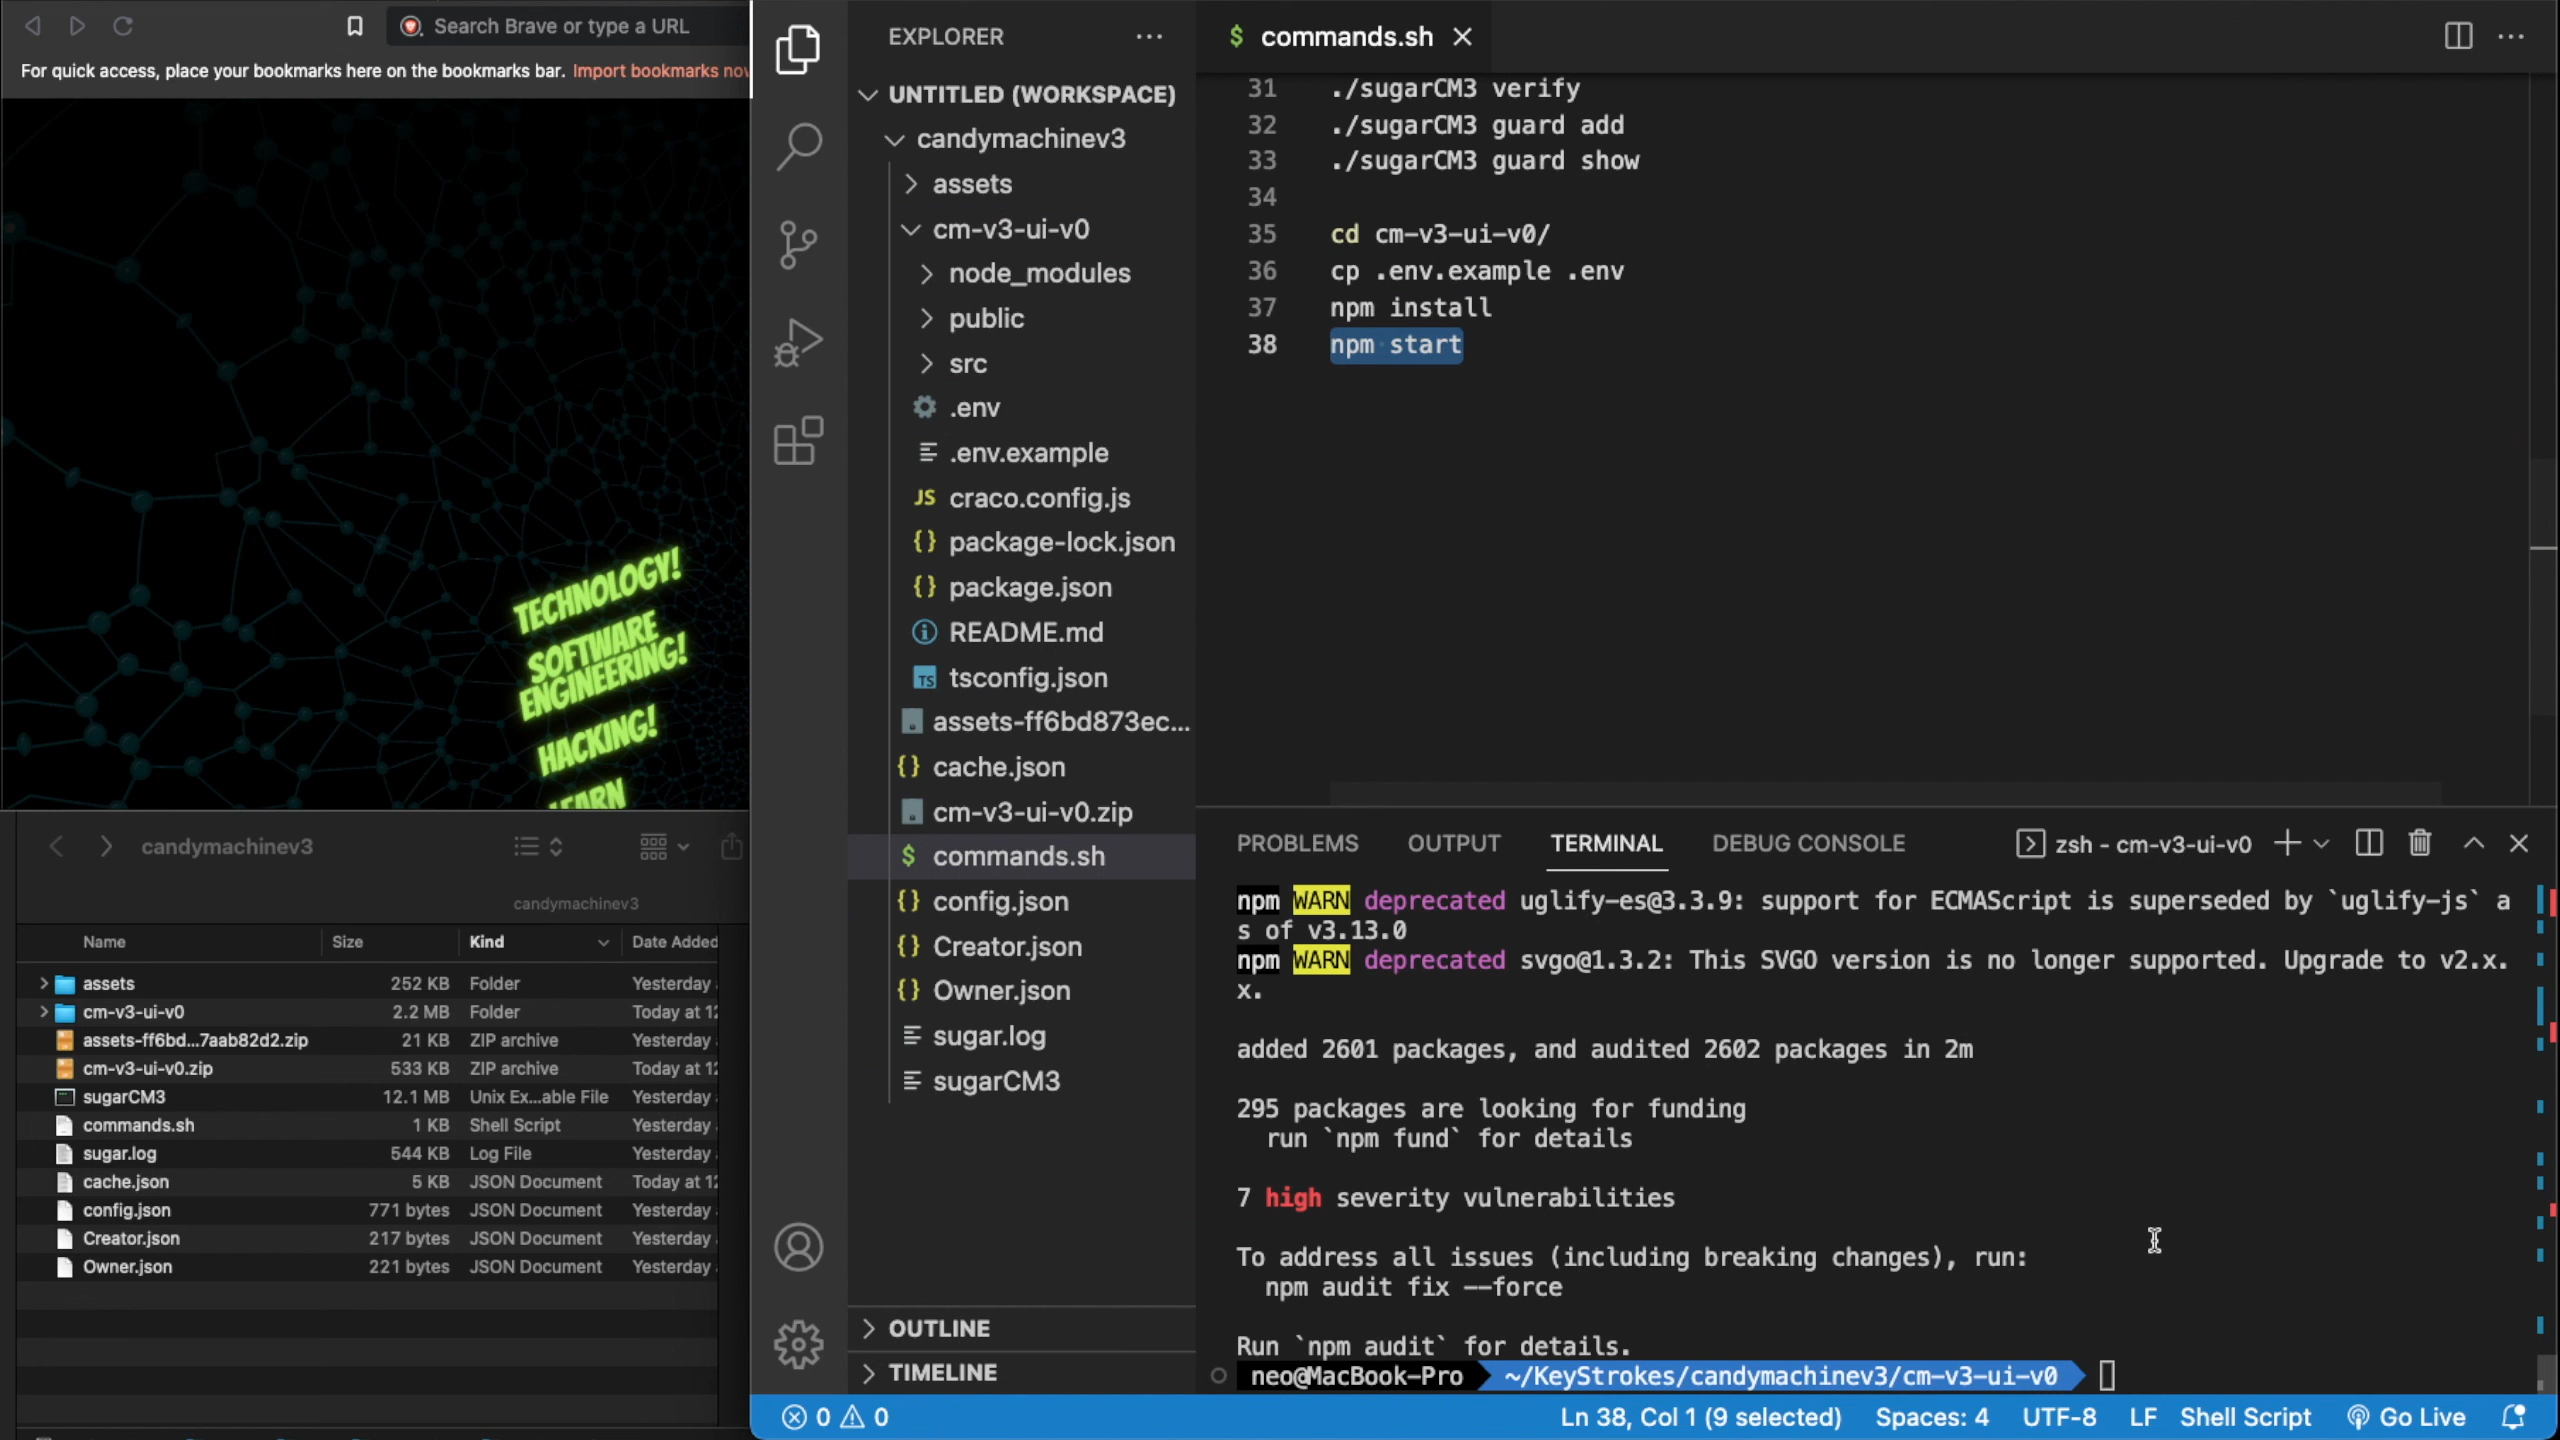 Search Brave or type a URL
For quick access, place your bookmarks here on the bookmarks bar. Import bookmarks nov
TECHNOLOGY!
SOFTWARE
ENGINEERING!
HACKING!
LEARN
candymachinev3
candymachinev3
Name Size Kind Date Added
assets 252 KB Folder Yesterday
cm-v3-ui-v0 2.2 MB Folder Today at 12
assets-ff6bd...7aab82d2.zip 21 KB ZIP archive Yesterday
cm-v3-ui-v0.zip 533 KB ZIP archive Today at 12
sugarCM3 12.1 MB Unix Ex...able File Yesterday
commands.sh 1 KB Shell Script Yesterday
sugar.log 544 KB Log File Yesterday
cache.json 5 KB JSON Document Today at 12
config.json 771 bytes JSON Document Yesterday
Creator.json 217 bytes JSON Document Yesterday
Owner.json 221 bytes JSON Document Yesterday
EXPLORER
UNTITLED (WORKSPACE)
candymachinev3
assets
cm-v3-ui-v0
node_modules
public
src
.env
.env.example
JS craco.config.js
{} package-lock.json
{} package.json
README.md
TS tsconfig.json
assets-ff6bd873ec...
{} cache.json
cm-v3-ui-v0.zip
$ commands.sh
{} config.json
{} Creator.json
{} Owner.json
sugar.log
sugarCM3
OUTLINE
TIMELINE
$ commands.sh
31 ./sugarCM3 verify
32 ./sugarCM3 guard add
33 ./sugarCM3 guard show
34
35 cd cm-v3-ui-v0/
36 cp .env.example .env
37 npm install
38 npm start
PROBLEMS OUTPUT TERMINAL DEBUG CONSOLE zsh - cm-v3-ui-v0
npm WARN deprecated uglify-es@3.3.9: support for ECMAScript is superseded by `uglify-js` a
s of v3.13.0
npm WARN deprecated svgo@1.3.2: This SVGO version is no longer supported. Upgrade to v2.x.
x.
added 2601 packages, and audited 2602 packages in 2m
295 packages are looking for funding
run `npm fund` for details
7 high severity vulnerabilities
To address all issues (including breaking changes), run:
npm audit fix --force
Run `npm audit` for details.
neo@MacBook-Pro ~/KeyStrokes/candymachinev3/cm-v3-ui-v0
0 0 Ln 38, Col 1 (9 selected) Spaces: 4 UTF-8 LF Shell Script Go Live